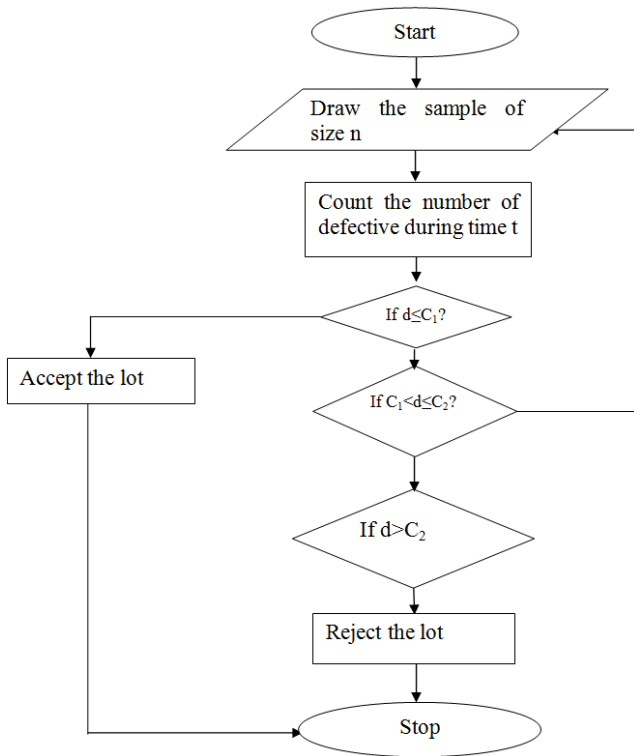 Start
Draw the sample of
size n
Count the number of
defective during time t
If d≤C₁?
Accept the lot
If C₁<d≤C₂?
If d>C₂
Reject the lot
Stop